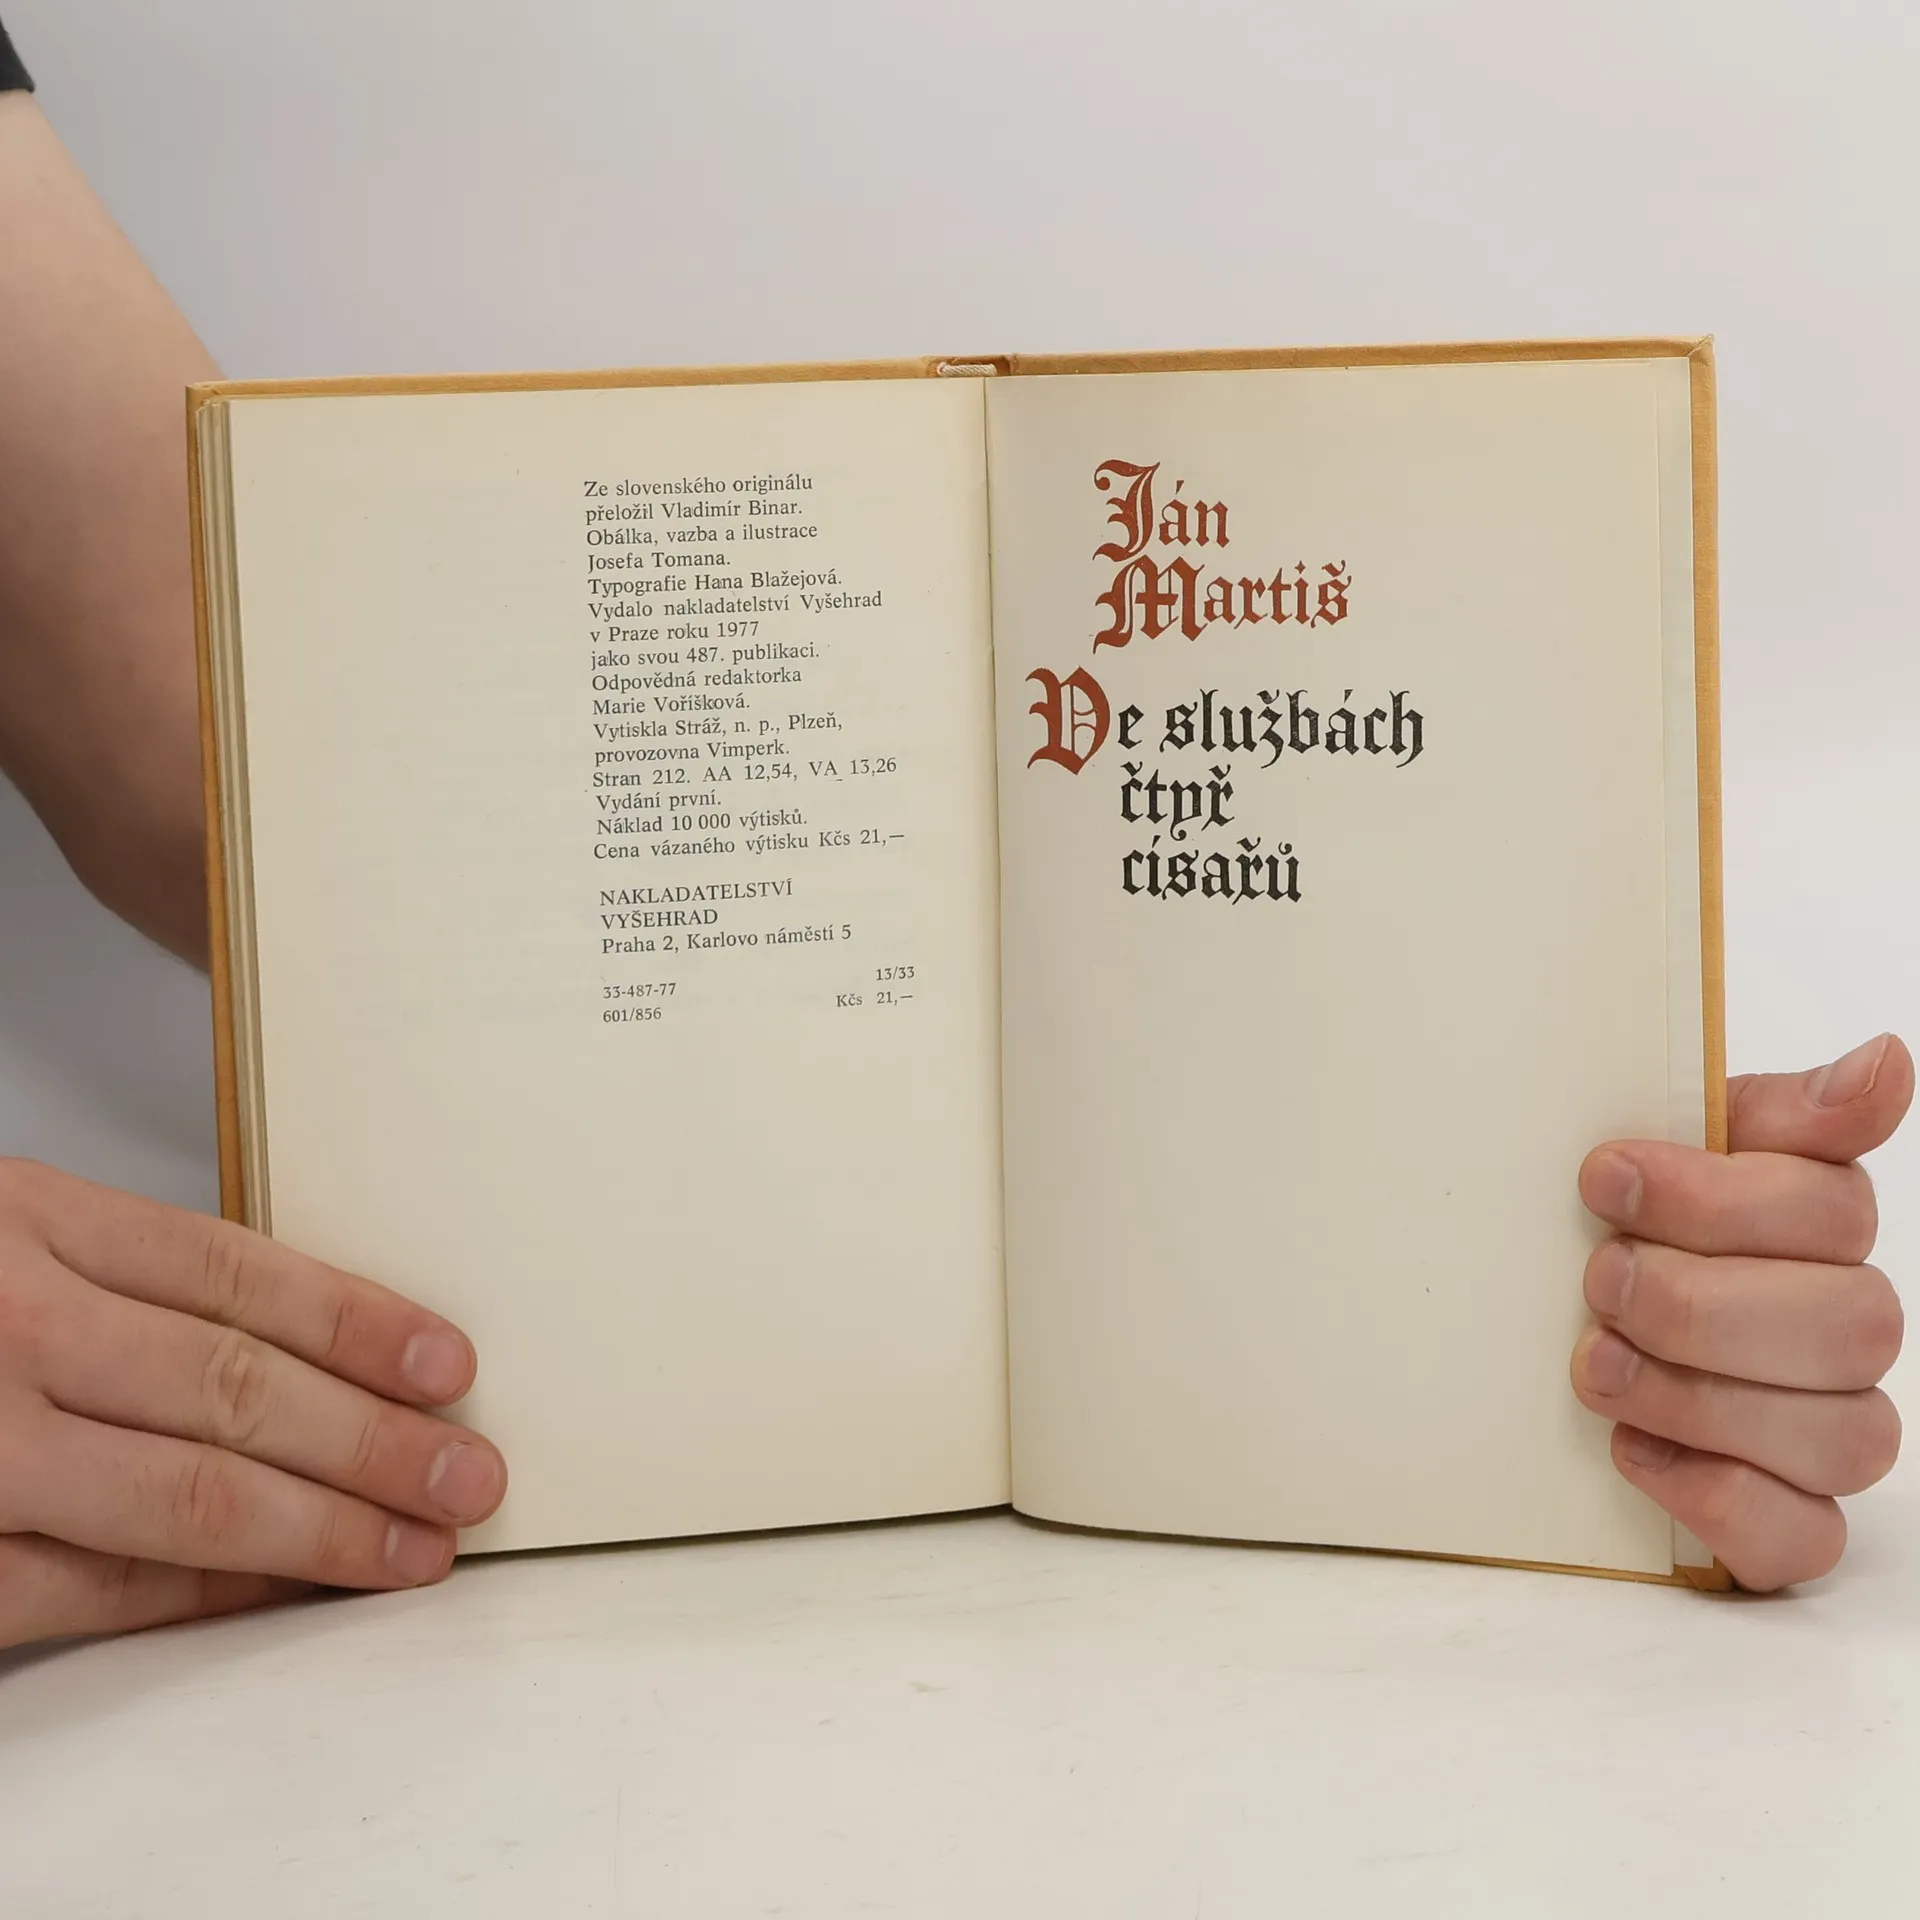 Ze slovenského originálu
přeložil Vladimír Binar.
Obálka, vazba a ilustrace
Josefa Tomana.
Typografie Hana Blažejová.
Vydalo nakladatelství Vyšehrad
v Praze roku 1977
jako svou 487. publikaci.
Odpovědná redaktorka
Marie Voříšková.
Vytiskla Stráž, n. p., Plzeň,
provozovna Vimperk.
Stran 212. AA 12,54, VA 13,26
Vydání první.
Náklad 10 000 výtisků.
Cena vázaného výtisku Kčs 21,—
NAKLADATELSTVÍ
VYŠEHRAD
Praha 2, Karlovo náměstí 5
33-487-77 13/33
601/856 Kčs 21,—
Ján
Martiš
Ve službách
čtyř
císařů